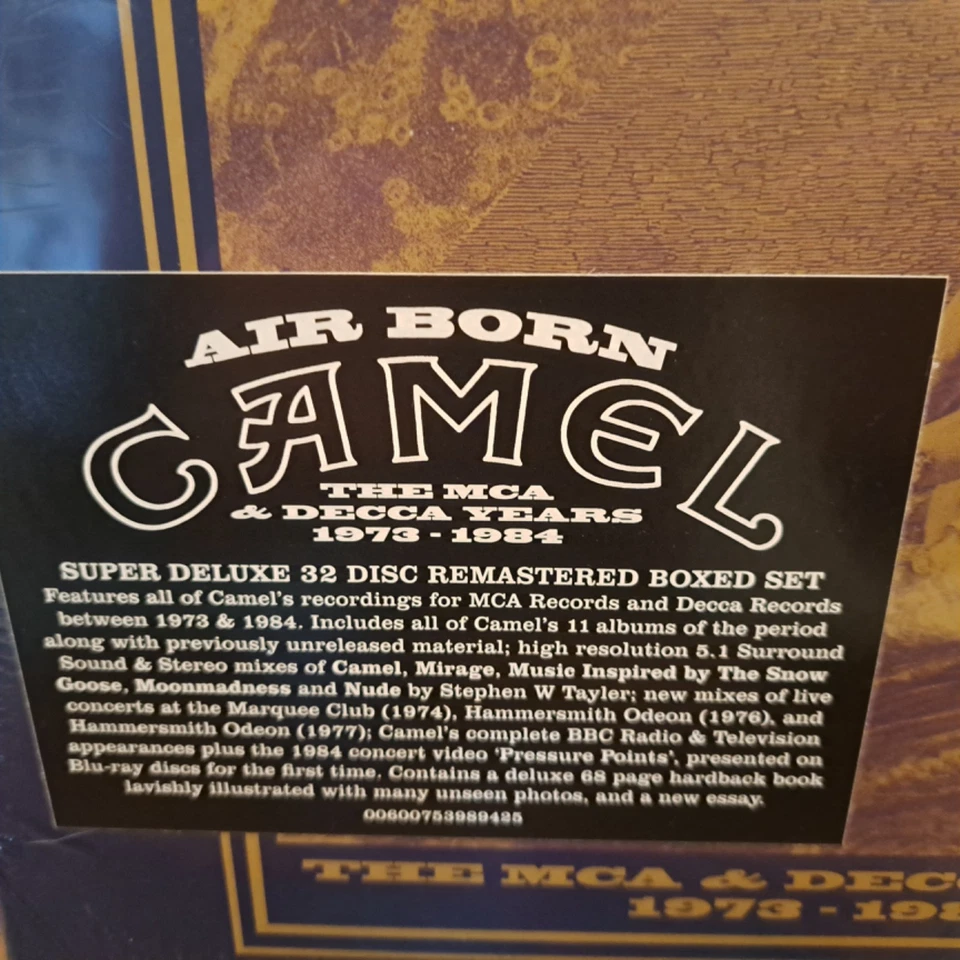 AIR BORN
CAMEL
THE MCA
& DECCA YEARS
1973 - 1984
SUPER DELUXE 32 DISC REMASTERED BOXED SET
Features all of Camel's recordings for MCA Records and Decca Records
between 1973 & 1984. Includes all of Camel's 11 albums of the period
along with previously unreleased material; high resolution 5.1 Surround
Sound & Stereo mixes of Camel, Mirage, Music Inspired by The Snow
Goose, Moonmadness and Nude by Stephen W Tayler; new mixes of live
concerts at the Marquee Club (1974), Hammersmith Odeon (1976), and
Hammersmith Odeon (1977); Camel's complete BBC Radio & Television
appearances plus the 1984 concert video 'Pressure Points', presented on
Blu-ray discs for the first time. Contains a deluxe 68 page hardback book
lavishly illustrated with many unseen photos, and a new essay.
00600753989425
THE MCA & DEC
1973 - 198